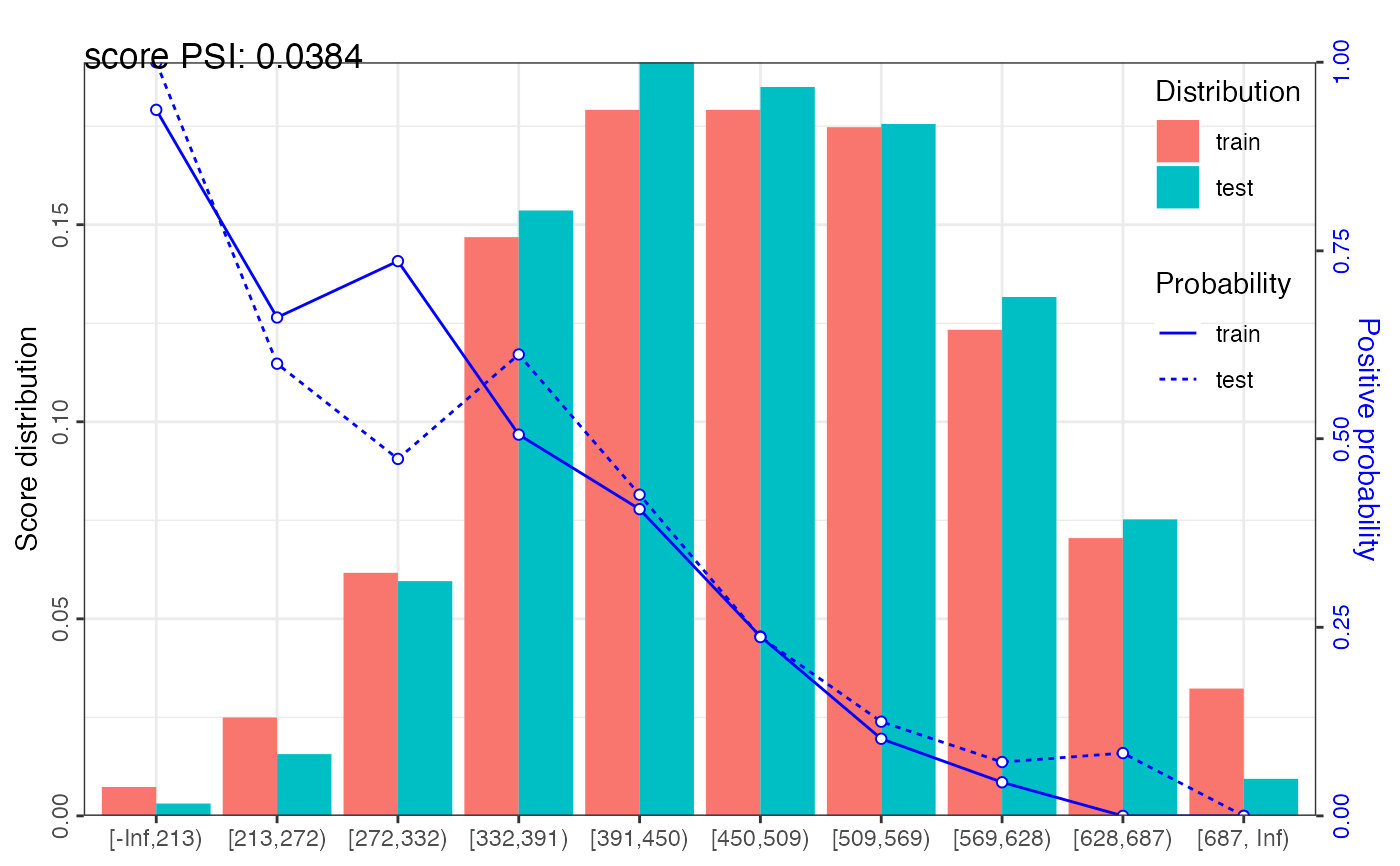 score PSI: 0.0384
Score distribution
0.15
0.10
0.05
0.00
Distribution
train
test
Probability
train
test
1.00
0.75
0.50
0.25
0.00
Positive probability
[-Inf,213) [213,272) [272,332) [332,391) [391,450) [450,509) [509,569) [569,628) [628,687) [687, Inf)